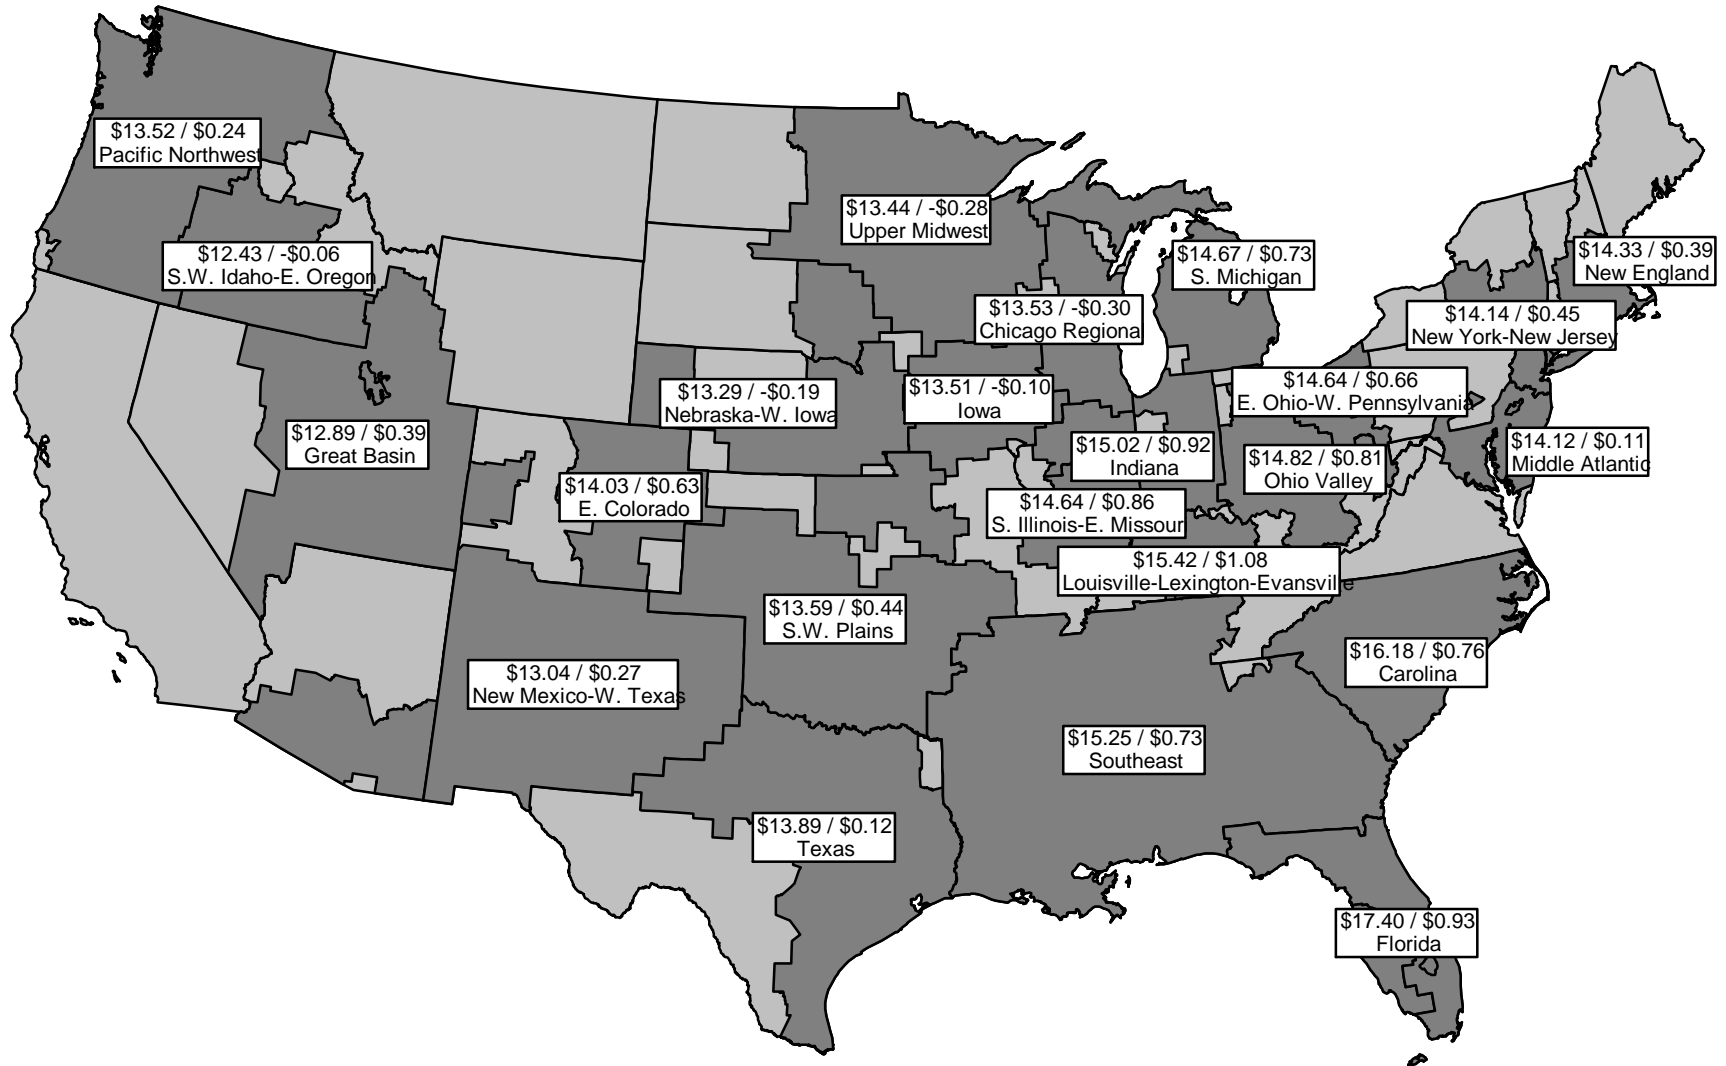 $13.52 / $0.24
Pacific Northwest
$12.43 / -$0.06
S.W. Idaho-E. Oregon
$13.44 / -$0.28
Upper Midwest
$14.67 / $0.73
S. Michigan
$14.33 / $0.39
New England
$13.53 / -$0.30
Chicago Regiona
$14.14 / $0.45
New York-New Jersey
$13.29 / -$0.19
Nebraska-W. Iowa
$13.51 / -$0.10
Iowa
$14.64 / $0.66
E. Ohio-W. Pennsylvania
$12.89 / $0.39
Great Basin
$15.02 / $0.92
Indiana
$14.82 / $0.81
Ohio Valley
$14.12 / $0.11
Middle Atlantic
$14.03 / $0.63
E. Colorado
$14.64 / $0.86
S. Illinois-E. Missour
$15.42 / $1.08
Louisville-Lexington-Evansville
$13.59 / $0.44
S.W. Plains
$13.04 / $0.27
New Mexico-W. Texas
$16.18 / $0.76
Carolina
$15.25 / $0.73
Southeast
$13.89 / $0.12
Texas
$17.40 / $0.93
Florida